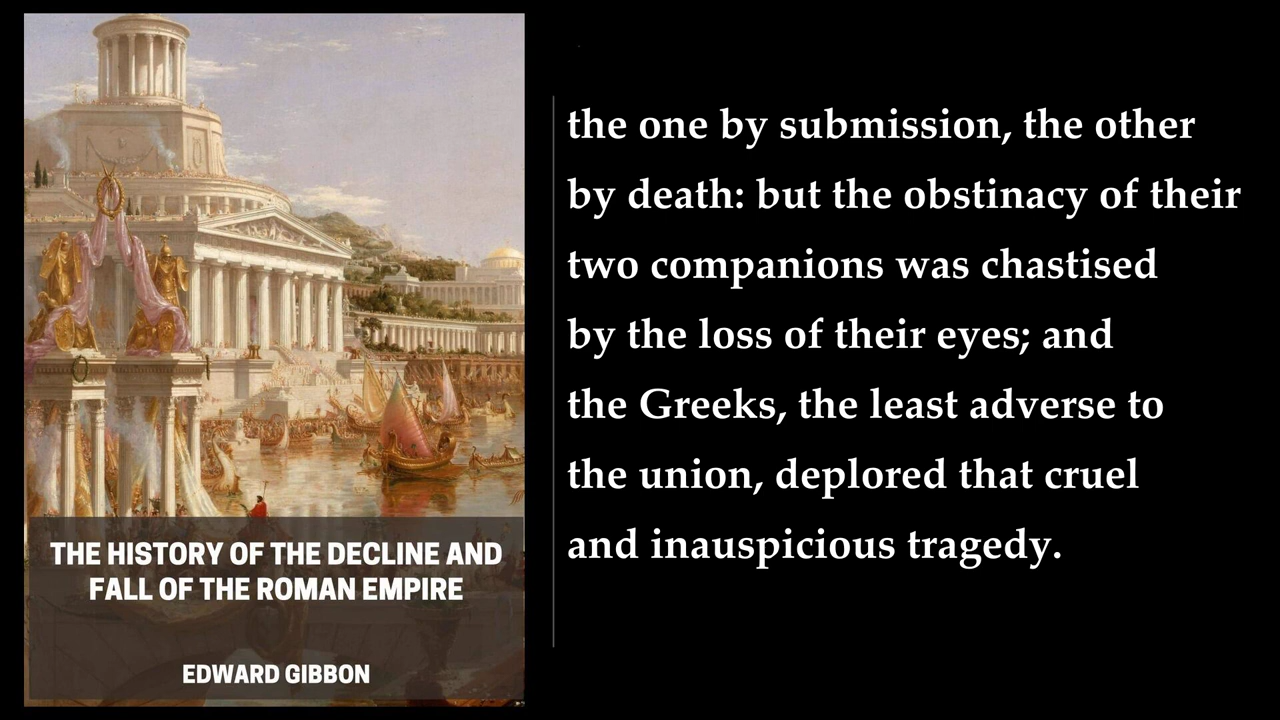 THE HISTORY OF THE DECLINE AND
FALL OF THE ROMAN EMPIRE
EDWARD GIBBON
the one by submission, the other
by death: but the obstinacy of their
two companions was chastised
by the loss of their eyes; and
the Greeks, the least adverse to
the union, deplored that cruel
and inauspicious tragedy.